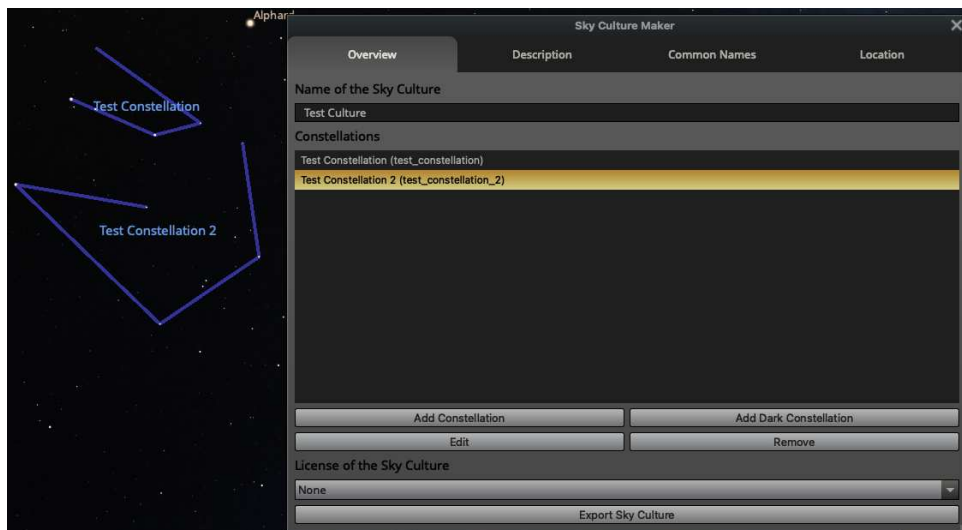 Alphard
Sky Culture Maker
Overview
Description
Common Names
Location
Name of the Sky Culture
Test Culture
Constellations
Test Constellation (test_constellation)
Test Constellation 2 (test_constellation_2)
Test Constellation
Test Constellation 2
Add Constellation
Add Dark Constellation
Edit
Remove
License of the Sky Culture
None
Export Sky Culture